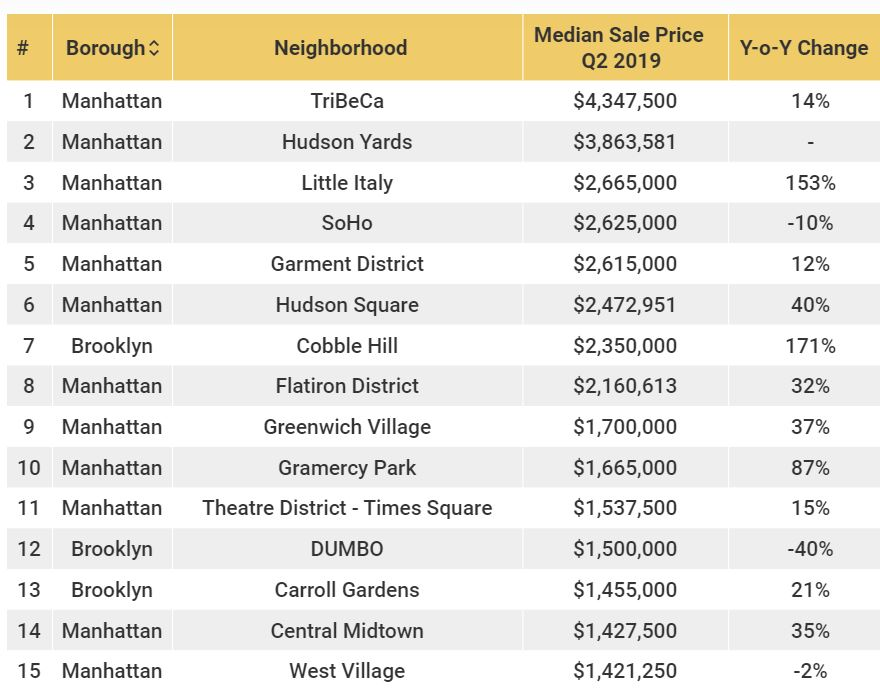 # Borough Neighborhood Median Sale Price Q2 2019 Y-o-Y Change
1 Manhattan TriBeCa $4,347,500 14%
2 Manhattan Hudson Yards $3,863,581 -
3 Manhattan Little Italy $2,665,000 153%
4 Manhattan SoHo $2,625,000 -10%
5 Manhattan Garment District $2,615,000 12%
6 Manhattan Hudson Square $2,472,951 40%
7 Brooklyn Cobble Hill $2,350,000 171%
8 Manhattan Flatiron District $2,160,613 32%
9 Manhattan Greenwich Village $1,700,000 37%
10 Manhattan Gramercy Park $1,665,000 87%
11 Manhattan Theatre District - Times Square $1,537,500 15%
12 Brooklyn DUMBO $1,500,000 -40%
13 Brooklyn Carroll Gardens $1,455,000 21%
14 Manhattan Central Midtown $1,427,500 35%
15 Manhattan West Village $1,421,250 -2%